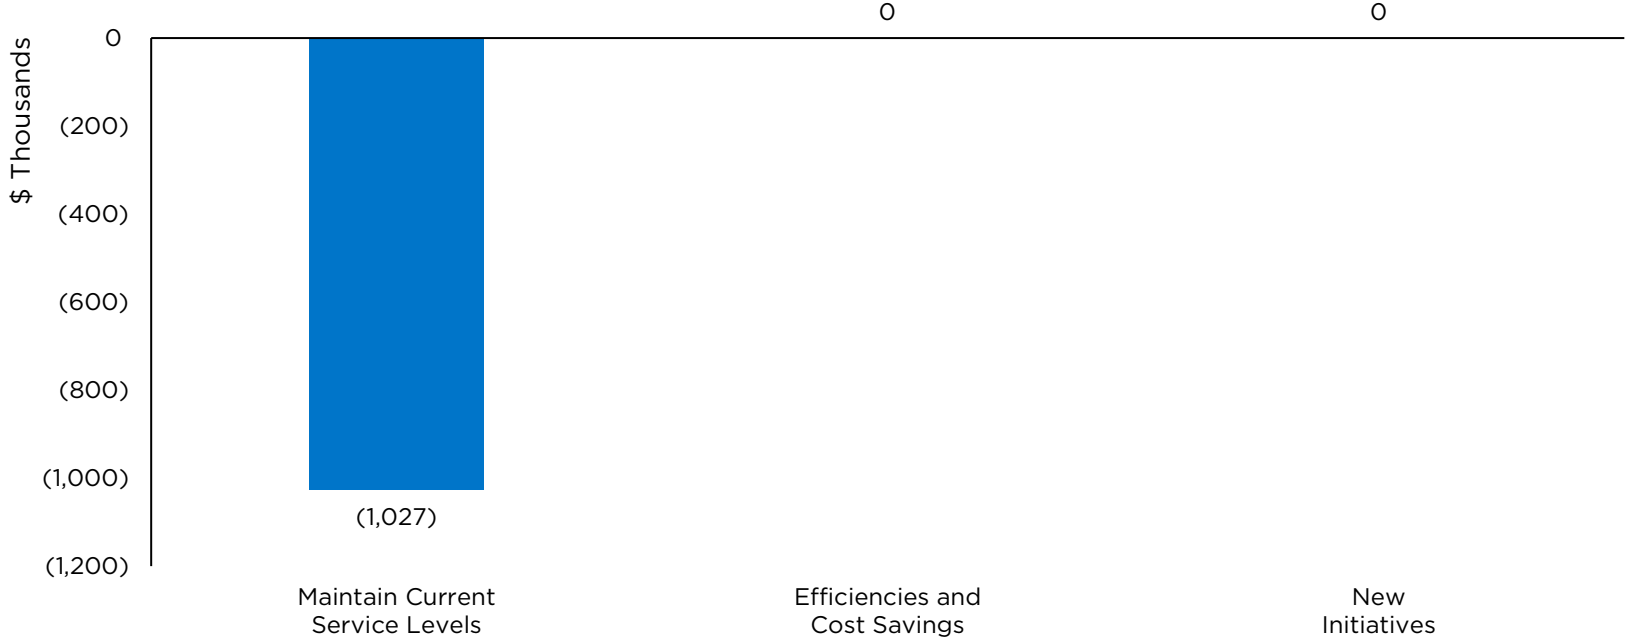 0 0
0
(200)
(400)
(600)
(800)
(1,000)
(1,200)
$ Thousands
(1,027)
Maintain Current
Service Levels
Efficiencies and
Cost Savings
New
Initiatives